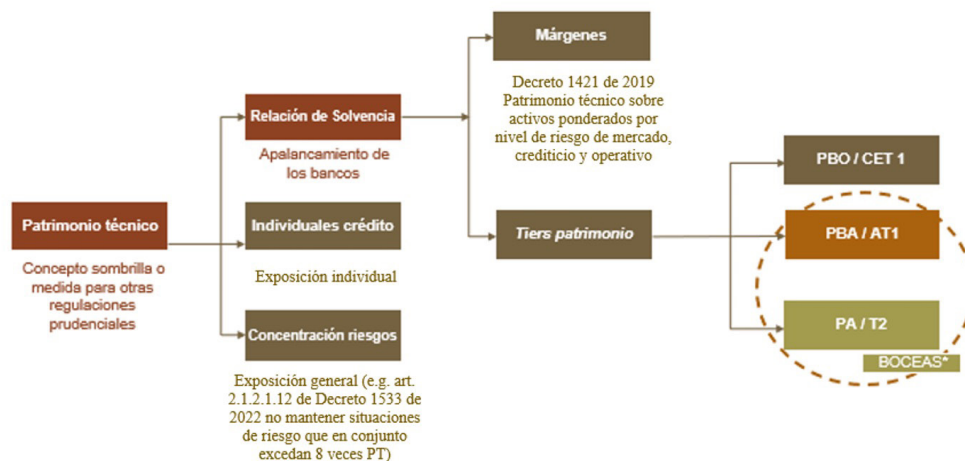 Márgenes
Decreto 1421 de 2019
Patrimonio técnico sobre
activos ponderados por
nivel de riesgo de mercado,
crediticio y operativo
Relación de Solvencia
Apalancamiento de
los bancos
PBO / CET 1
Patrimonio técnico
Concepto sombrilla o
medida para otras
regulaciones
prudenciales
Individuales crédito
Exposición individual
Tiers patrimonio
PBA / AT1
Concentración riesgos
Exposición general (e.g. art.
2.1.2.1.12 de Decreto 1533 de
2022 no mantener situaciones
de riesgo que en conjunto
excedan 8 veces PT)
PA / T2
BOCEAS*